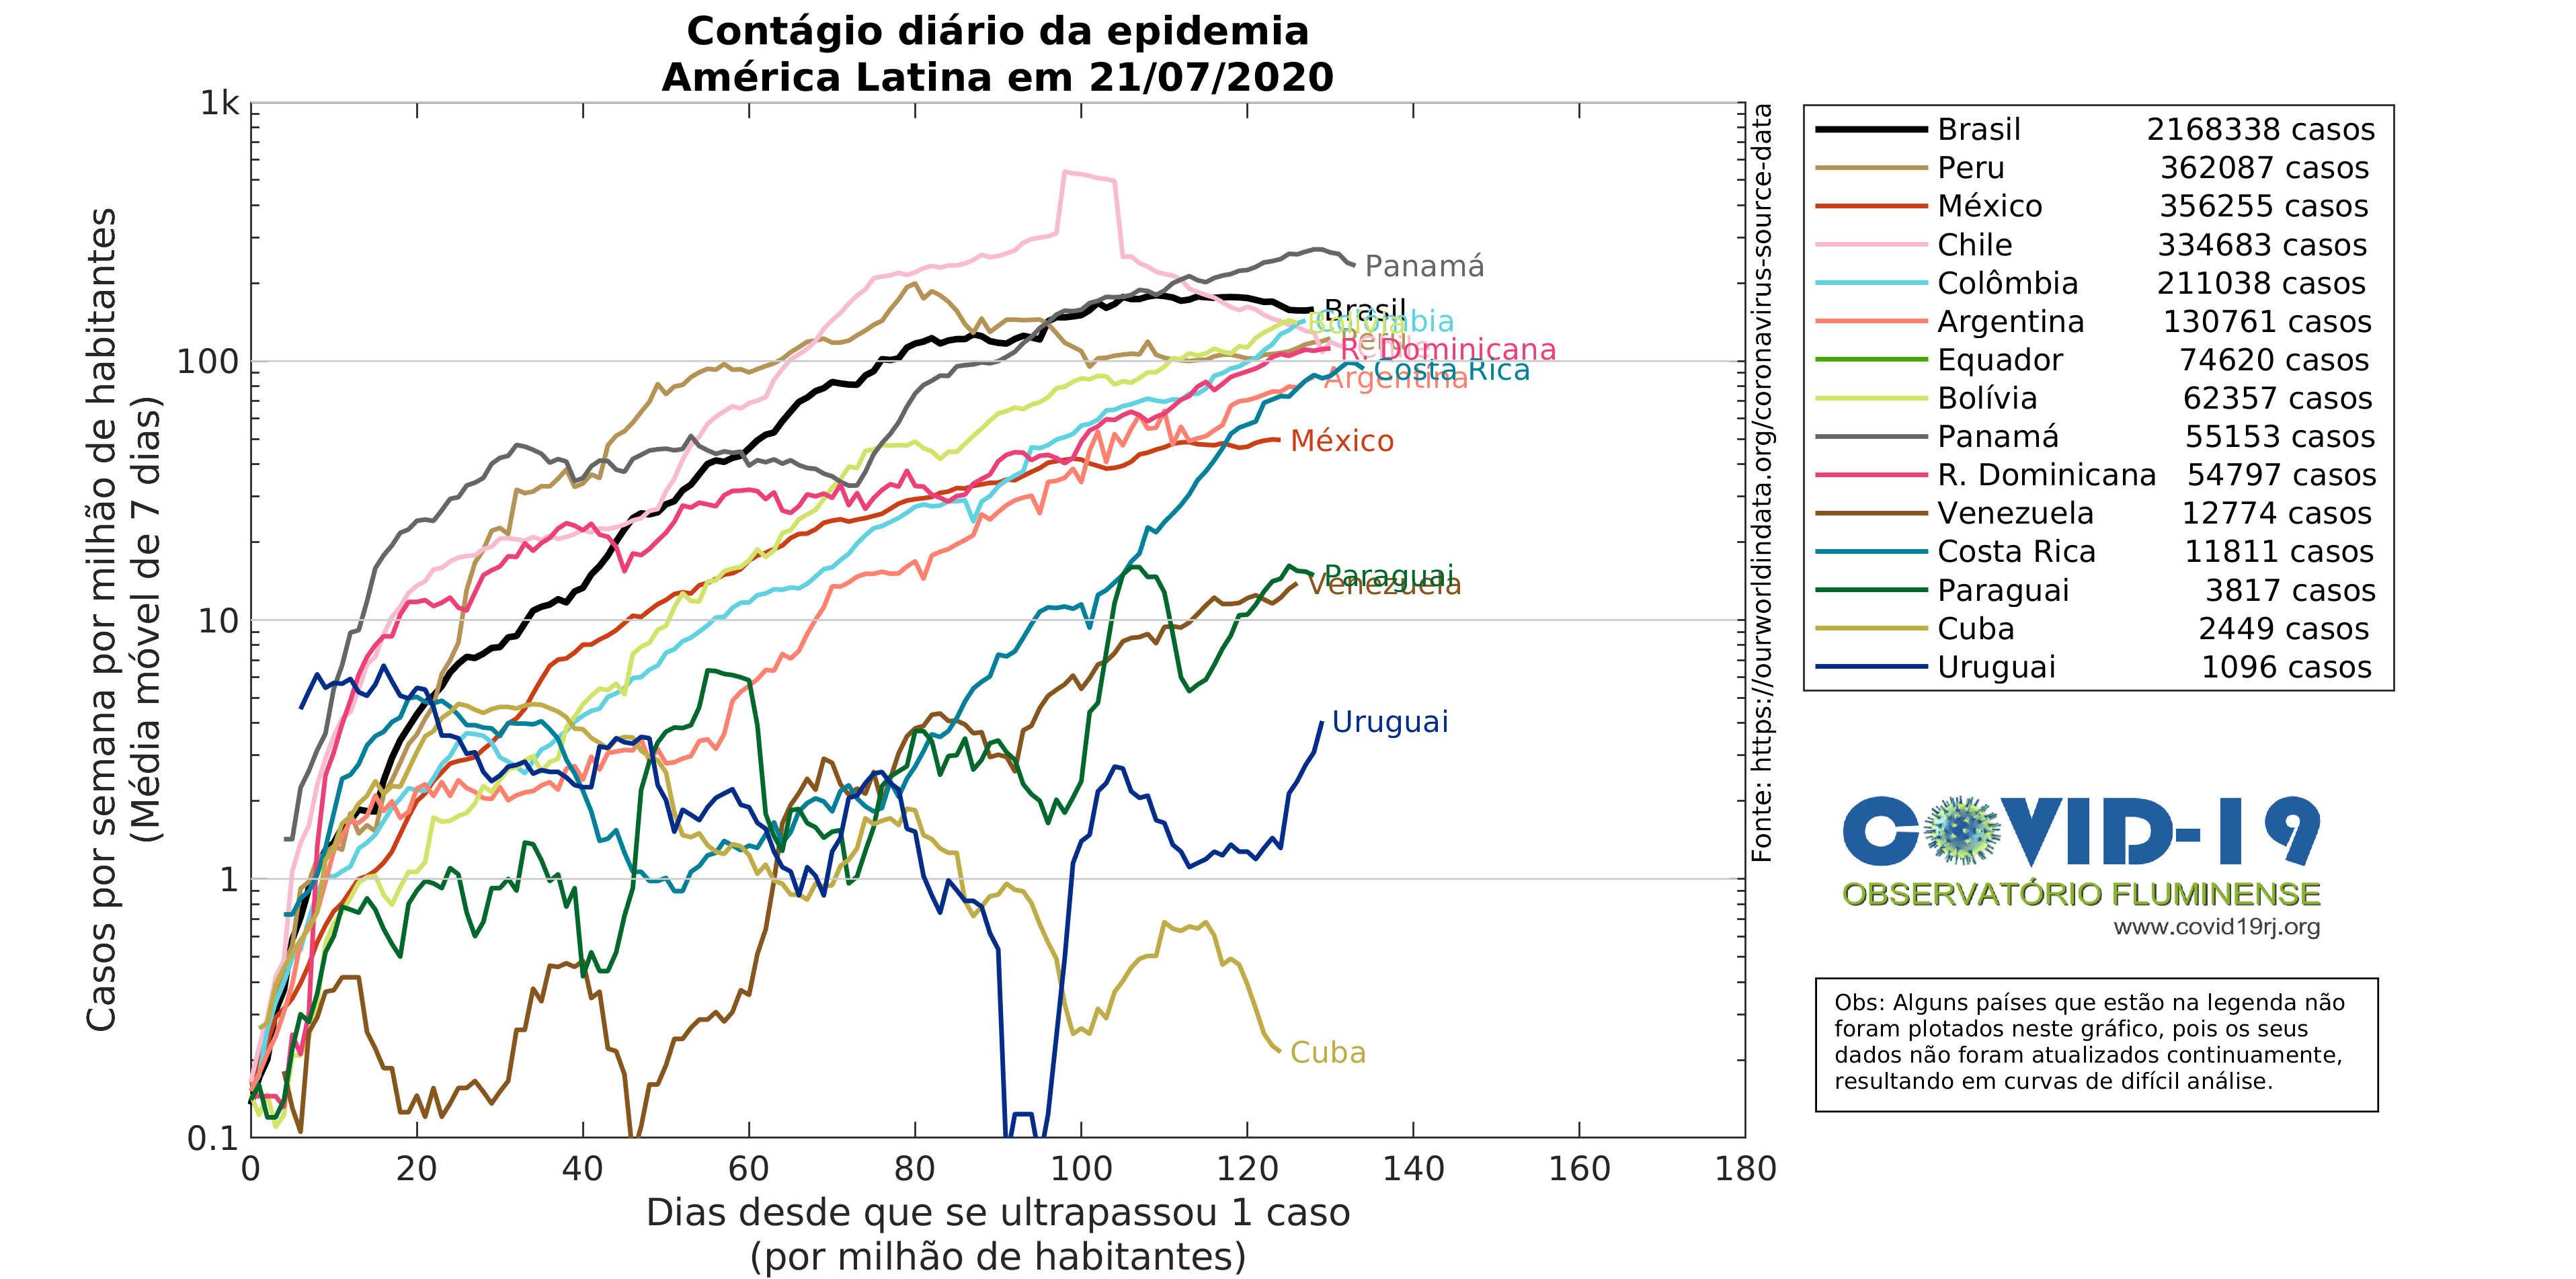 Contágio diário da epidemia
América Latina em 21/07/2020
Casos por semana por milhão de habitantes
(Média móvel de 7 dias)
1k
100
10
1
0.1
0
20
40
60
80
100
120
140
160
180
Dias desde que se ultrapassou 1 caso
(por milhão de habitantes)
Panamá
Brasil
Bolívia
Colômbia
Peru
Chile
R. Dominicana
Costa Rica
Argentina
México
Paraguai
Venezuela
Uruguai
Cuba
Fonte: https://ourworldindata.org/coronavirus-source-data
Brasil 2168338 casos
Peru 362087 casos
México 356255 casos
Chile 334683 casos
Colômbia 211038 casos
Argentina 130761 casos
Equador 74620 casos
Bolívia 62357 casos
Panamá 55153 casos
R. Dominicana 54797 casos
Venezuela 12774 casos
Costa Rica 11811 casos
Paraguai 3817 casos
Cuba 2449 casos
Uruguai 1096 casos
COVID-19
OBSERVATÓRIO FLUMINENSE
www.covid19rj.org
Obs: Alguns países que estão na legenda não
foram plotados neste gráfico, pois os seus
dados não foram atualizados continuamente,
resultando em curvas de difícil análise.